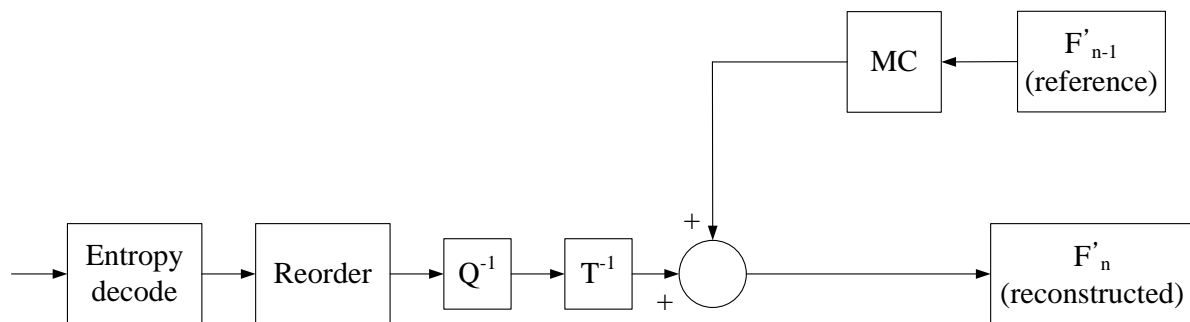 MC
F'n-1
(reference)
+
Entropy
decode
Reorder
Q-1
T-1
+
F'n
(reconstructed)